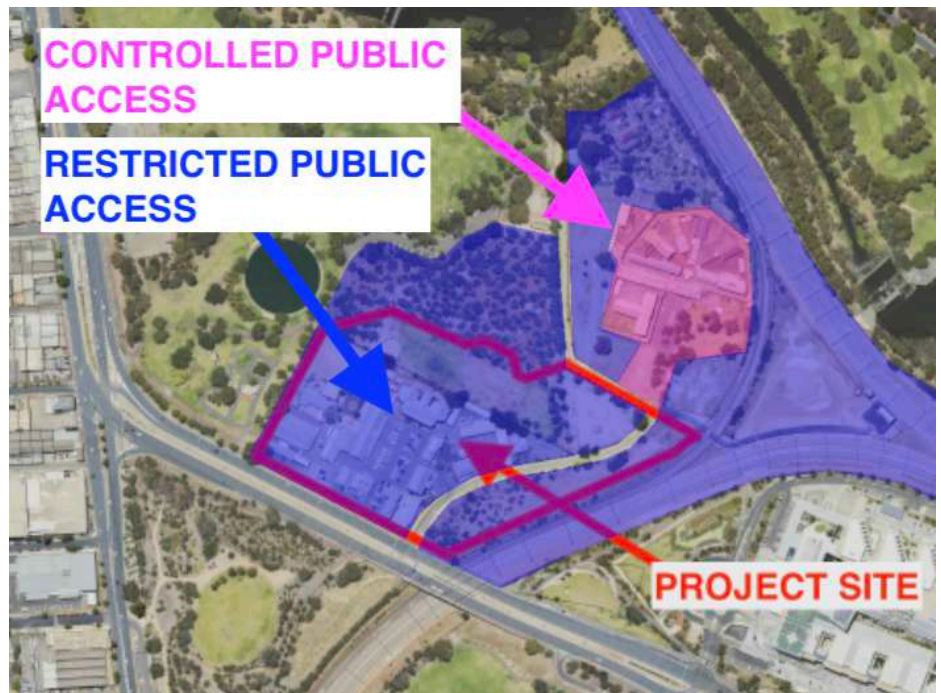 CONTROLLED PUBLIC
ACCESS
RESTRICTED PUBLIC
ACCESS
PROJECT SITE